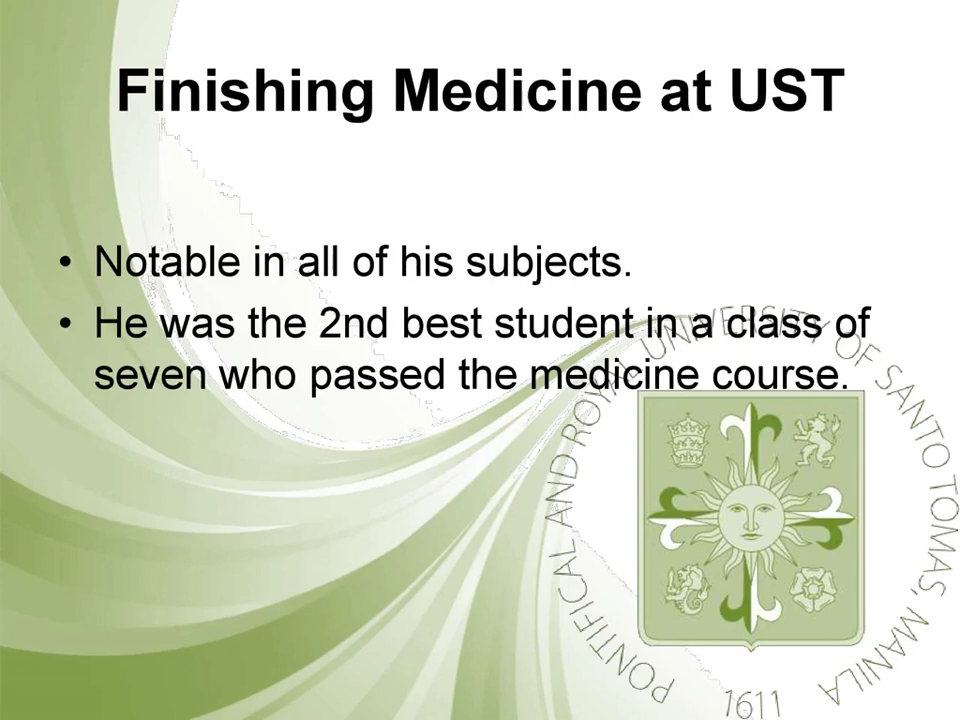 Finishing Medicine at UST
• Notable in all of his subjects.
• He was the 2nd best student in a class of
seven who passed the medicine course.
PONTIFICAL AND ROYAL UNIVERSITY OF SANTO TOMAS, MANILA
1611